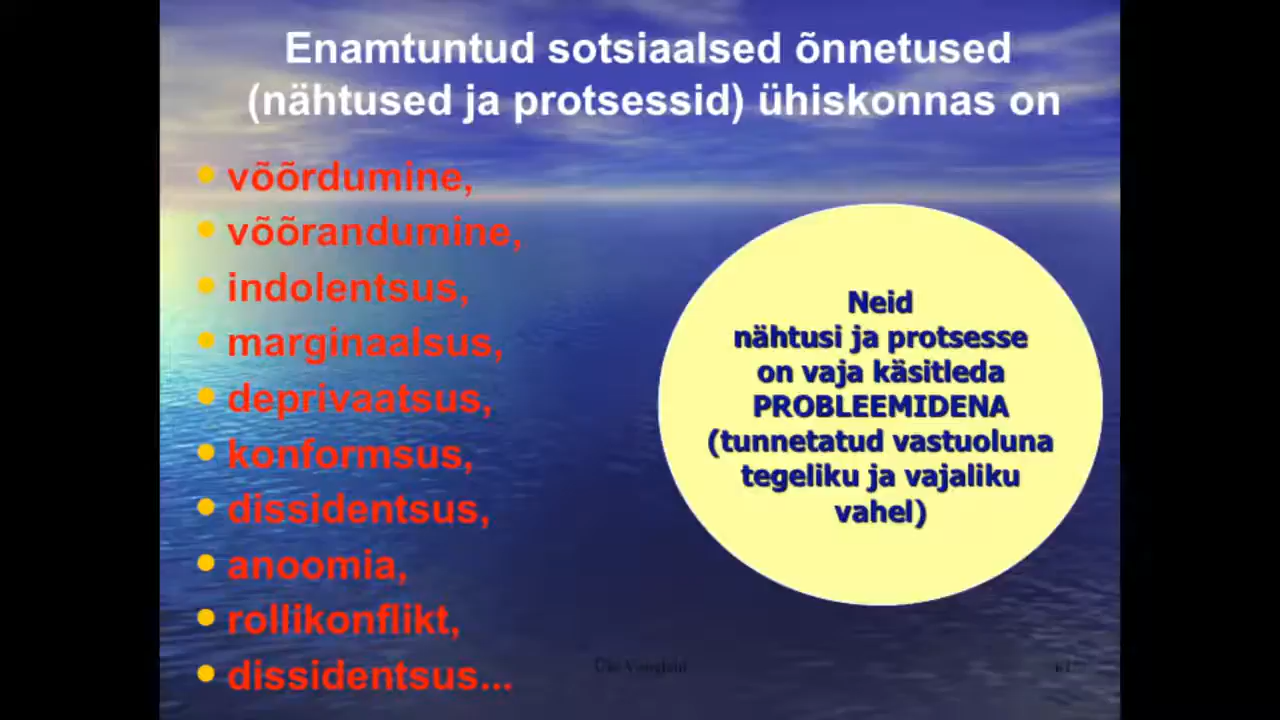 Enamtuntud sotsiaalsed õnnetused
(nähtused ja protsessid) ühiskonnas on
• võõrdumine,
• võõrandumine,
• indolentsus,
• marginaalsus,
• deprivaatsus,
• konformsus,
• dissidentsus,
• anoomia,
• rollikonflikt,
• dissidentsus...
Neid
nähtusi ja protsesse
on vaja käsitleda
PROBLEEMIDENA
(tunnetatud vastuoluna
tegeliku ja vajaliku
vahel)